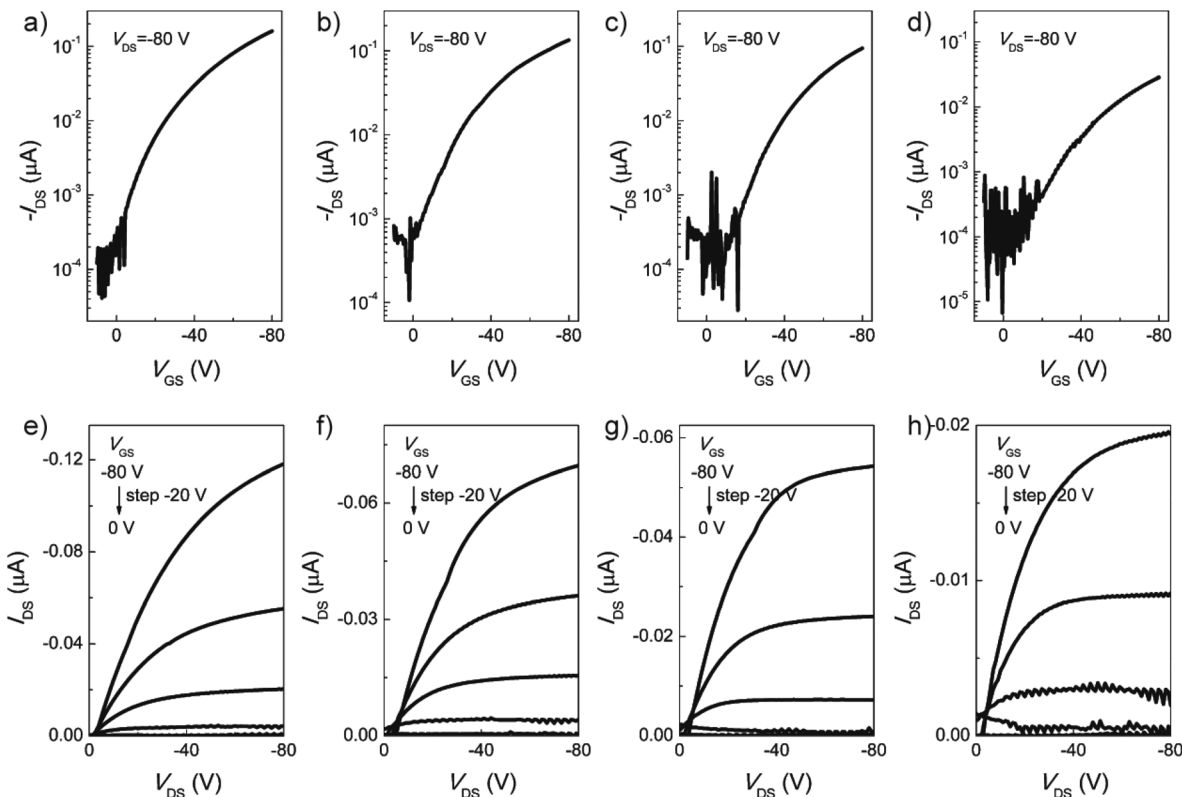 a)
V_DS=-80 V
10^-1
10^-2
10^-3
10^-4
-I_DS (μA)
0 -40 -80
V_GS (V)
b)
V_DS=-80 V
10^-1
10^-2
10^-3
10^-4
-I_DS (μA)
0 -40 -80
V_GS (V)
c)
V_DS=-80 V
10^-1
10^-2
10^-3
10^-4
-I_DS (μA)
0 -40 -80
V_GS (V)
d)
V_DS=-80 V
10^-1
10^-2
10^-3
10^-4
10^-5
-I_DS (μA)
0 -40 -80
V_GS (V)
e)
V_GS
-80 V
step -20 V
0 V
-0.12
-0.08
-0.04
0.00
I_DS (μA)
0 -40 -80
V_DS (V)
f)
V_GS
-80 V
step -20 V
0 V
-0.06
-0.03
0.00
I_DS (μA)
0 -40 -80
V_DS (V)
g)
V_GS
-80 V
step -20 V
0 V
-0.06
-0.04
-0.02
0.00
I_DS (μA)
0 -40 -80
V_DS (V)
h)
V_GS
-80 V
step -20 V
0 V
-0.02
-0.01
0.00
I_DS (μA)
0 -40 -80
V_DS (V)